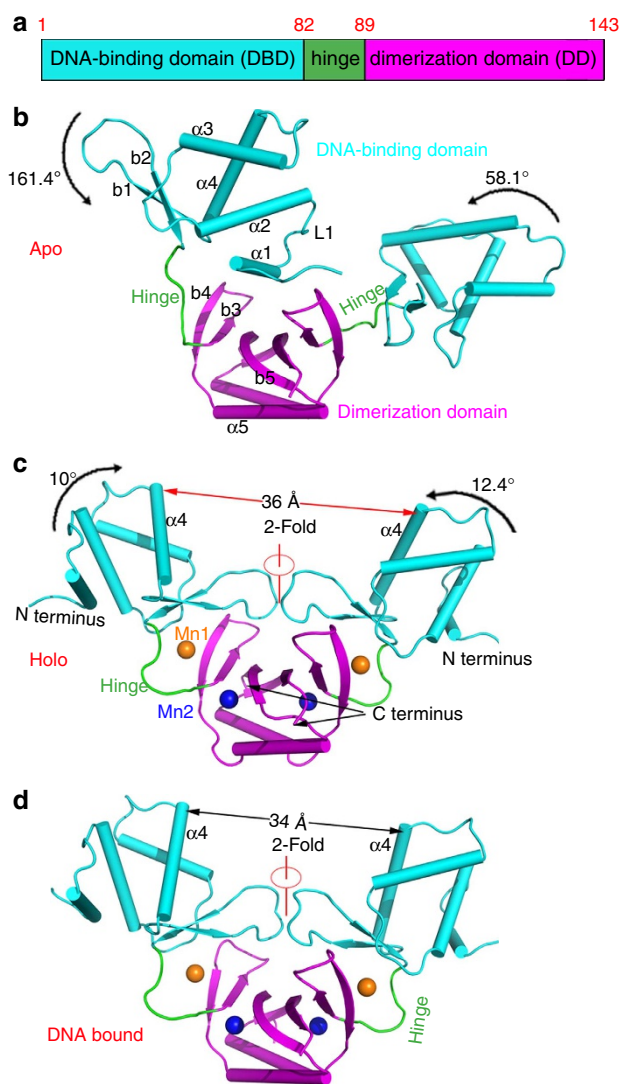 a
1 82 89 143
DNA-binding domain (DBD) hinge dimerization domain (DD)
b
161.4°
b2
b1
α3
α4
α2
α1
L1
DNA-binding domain
58.1°
Apo
Hinge
b4
b3
Hinge
b5
α5
Dimerization domain
c
10°
α4
36 Å
2-Fold
12.4°
α4
N terminus
Mn1
N terminus
Holo
Hinge
Mn2
C terminus
d
α4
34 Å
2-Fold
α4
Hinge
DNA bound